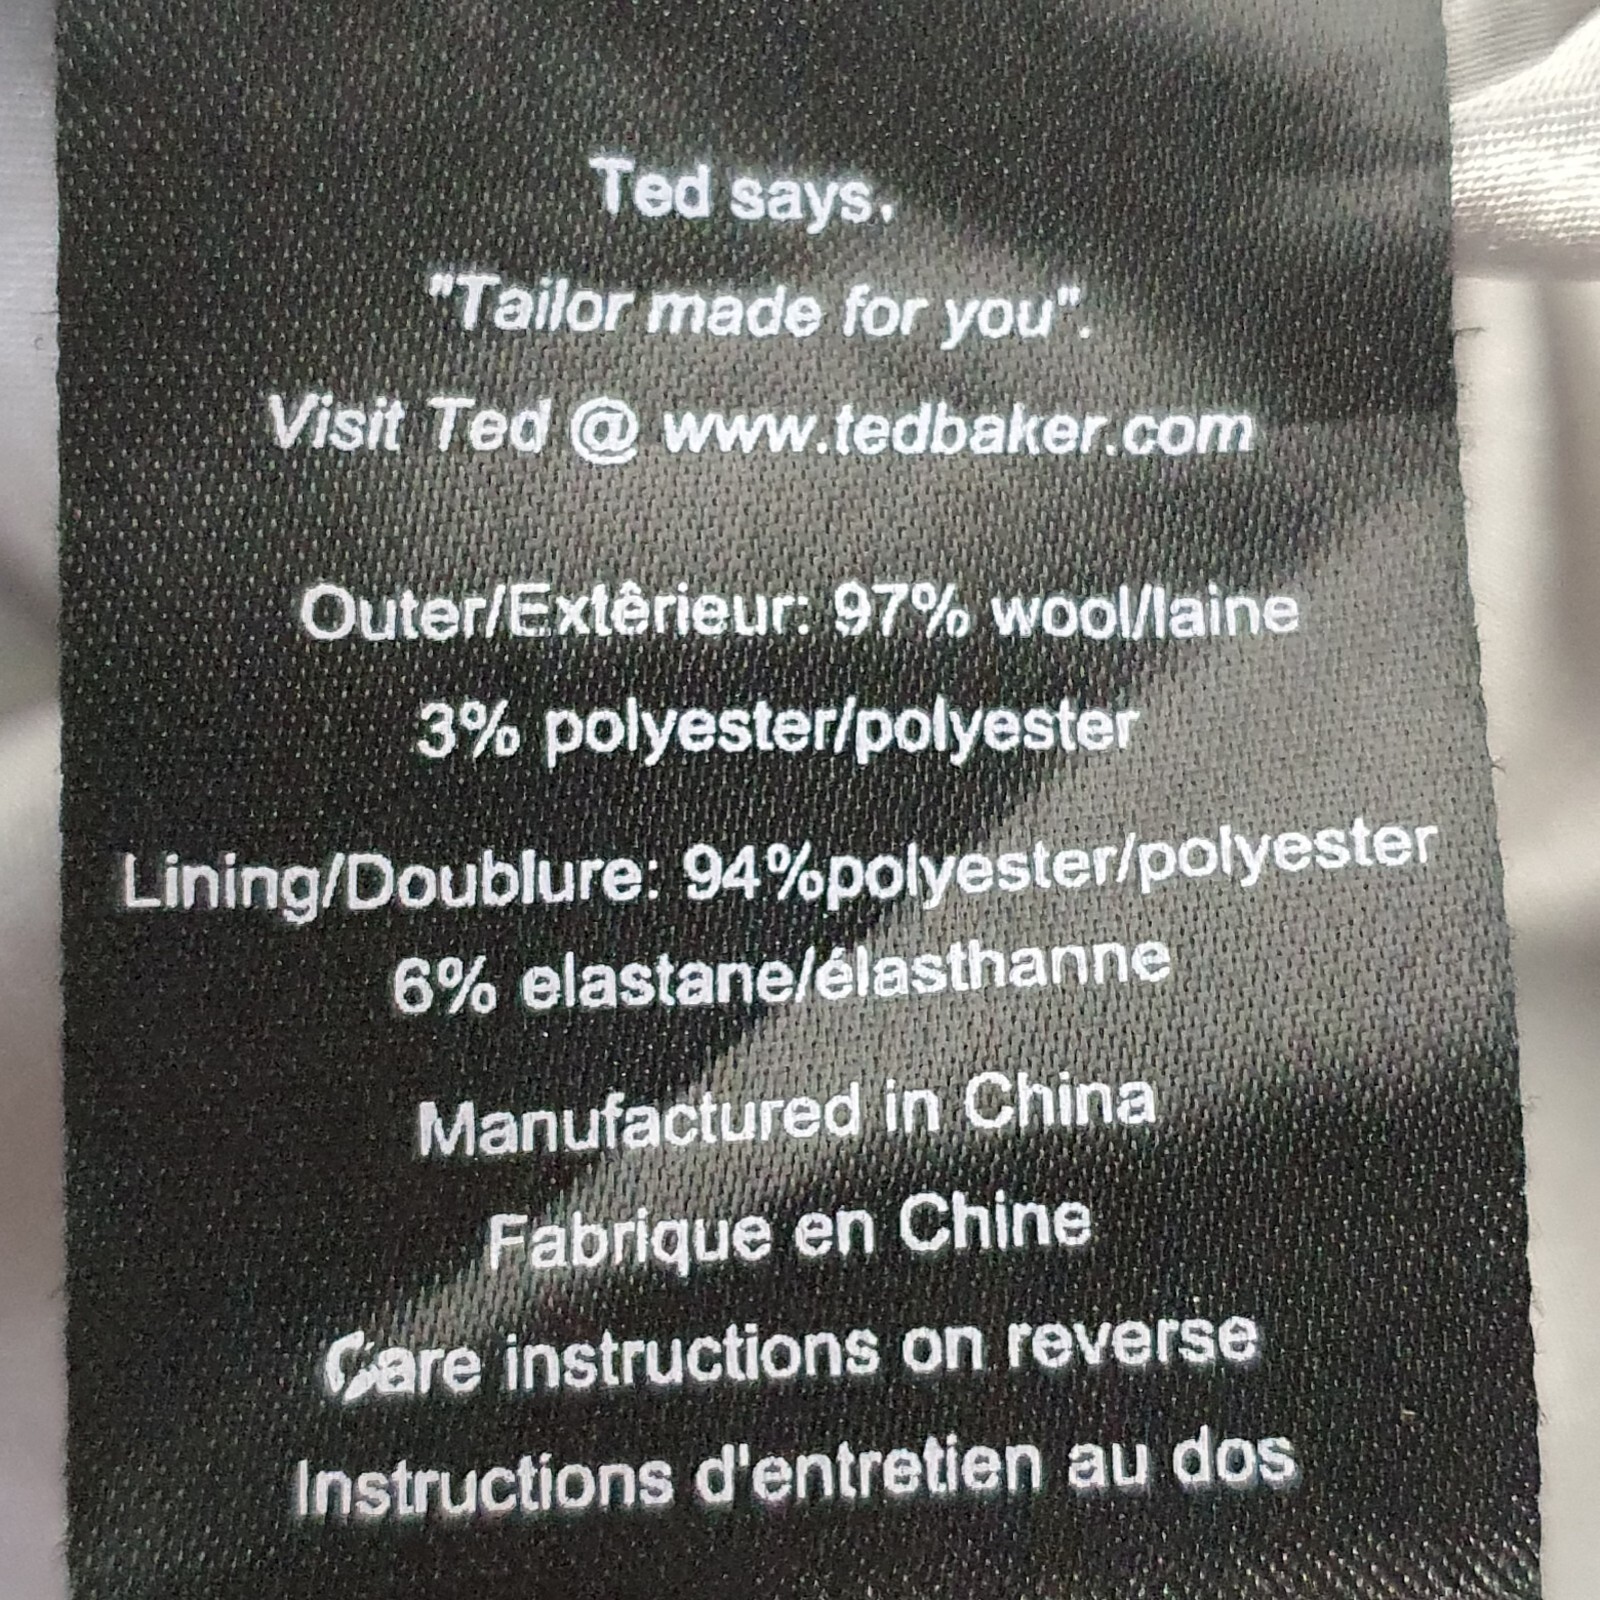 Ted says.
"Tailor made for you".
Visit Ted @ www.tedbaker.com
Outer/Extêrieur: 97% wool/laine
3% polyester/polyester
Lining/Doublure: 94%polyester/polyester
6% elastane/élasthanne
Manufactured in China
Fabrique en Chine
Care instructions on reverse
Instructions d'entretien au dos